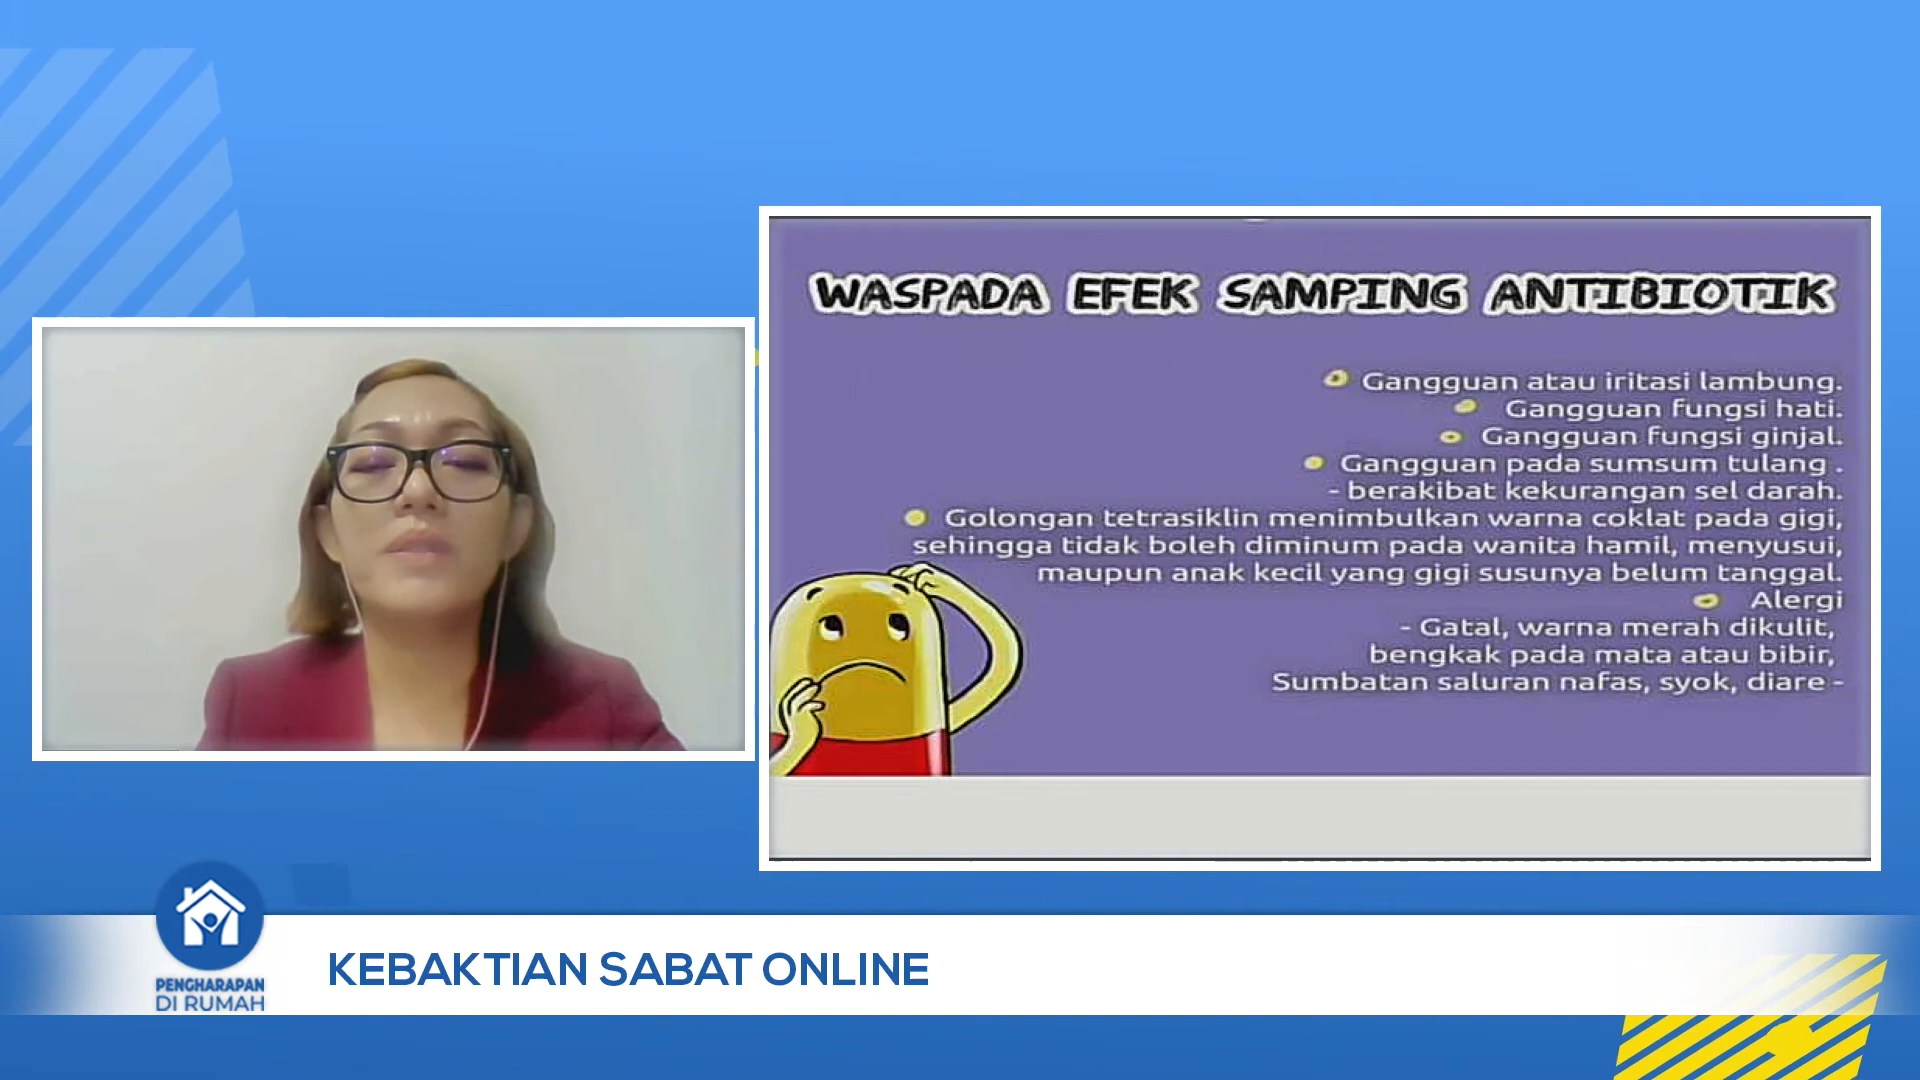 WASPADA EFEK SAMPING ANTIBIOTIK
Gangguan atau iritasi lambung.
Gangguan fungsi hati.
Gangguan fungsi ginjal.
Gangguan pada sumsum tulang .
- berakibat kekurangan sel darah.
Golongan tetrasiklin menimbulkan warna coklat pada gigi,
sehingga tidak boleh diminum pada wanita hamil, menyusui,
maupun anak kecil yang gigi susunya belum tanggal.
Alergi
- Gatal, warna merah dikulit,
bengkak pada mata atau bibir,
Sumbatan saluran nafas, syok, diare -
PENGHARAPAN
DI RUMAH
KEBAKTIAN SABAT ONLINE